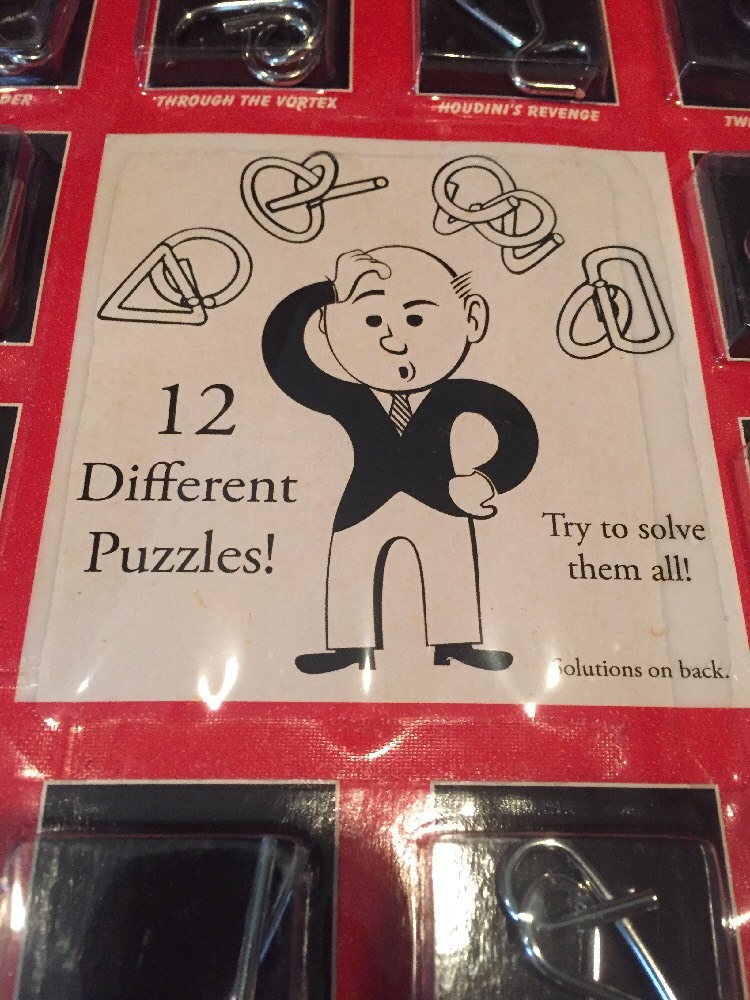 THROUGH THE VORTEX
HOUDINI'S REVENGE
12
Different
Puzzles!
Try to solve
them all!
Solutions on back.